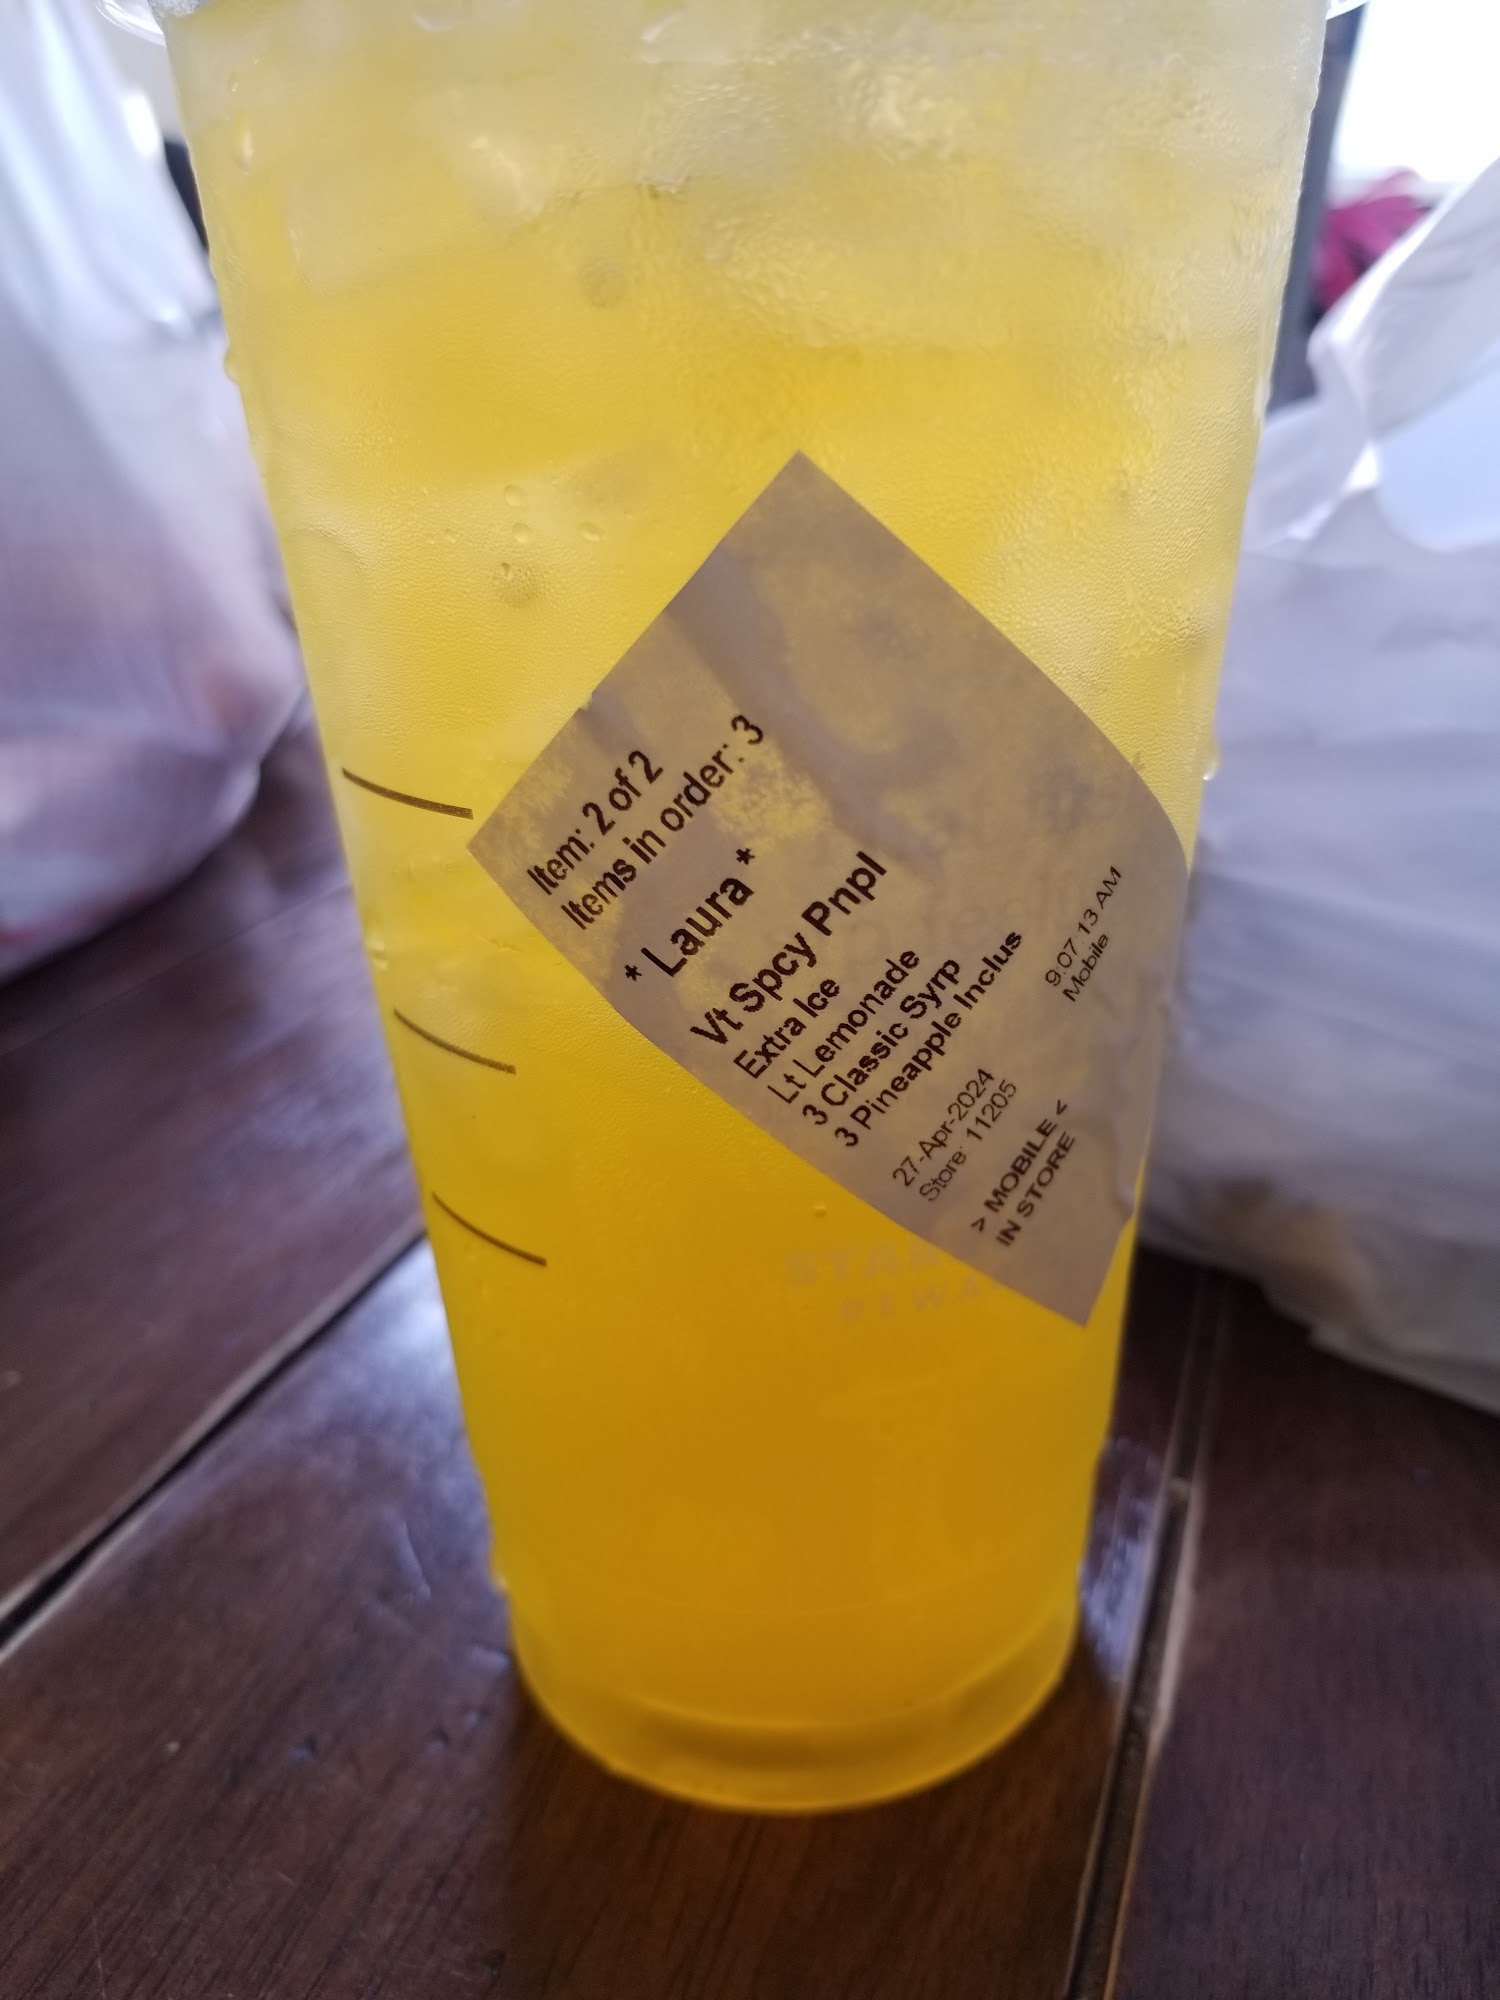 Item: 2 of 2
Items in order: 3
* Laura *
Vt Spcy Pnpl
Extra Ice
Lt Lemonade
3 Classic Syrp
3 Pineapple Inclus
27-Apr-2024 9:07:13 AM
Store: 11205 Mobile
> MOBILE <
IN STORE